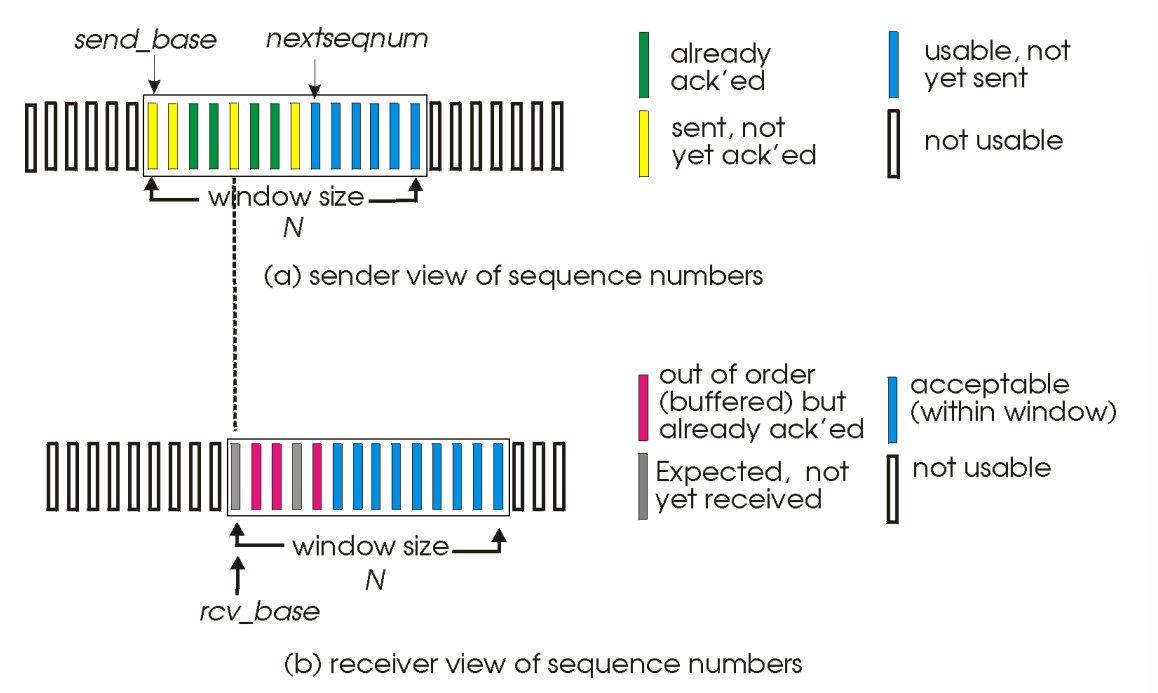 send_base
nextseqnum
already
ack'ed
usable, not
yet sent
sent, not
yet ack'ed
not usable
window size
N
(a) sender view of sequence numbers
out of order
(buffered) but
already ack'ed
acceptable
(within window)
Expected, not
yet received
not usable
window size
N
rcv_base
(b) receiver view of sequence numbers